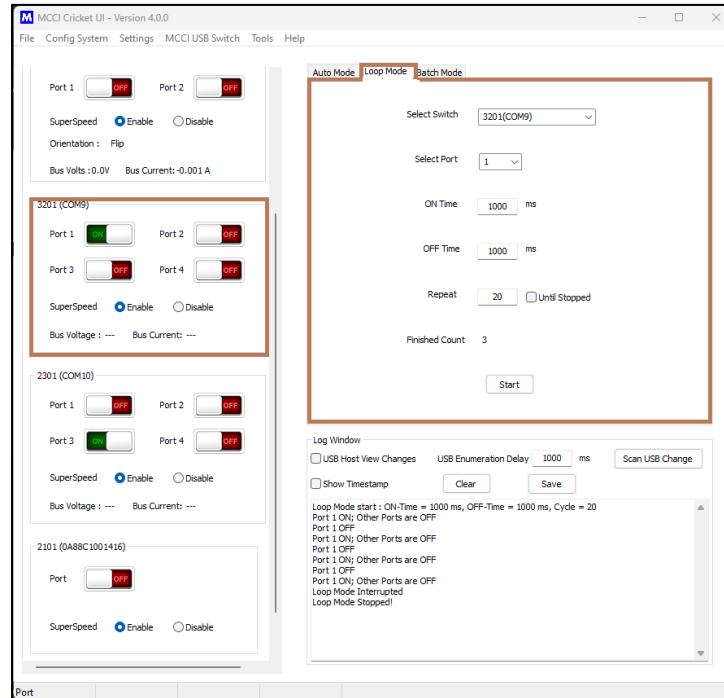 MCCI Cricket UI - Version 4.0.0
File Config System Settings MCCI USB Switch Tools Help
Port 1 OFF Port 2 OFF
SuperSpeed Enable Disable
Orientation : Flip
Bus Volts :0.0V Bus Current:-0.001 A
3201 (COM9)
Port 1 ON Port 2 OFF
Port 3 OFF Port 4 OFF
SuperSpeed Enable Disable
Bus Voltage : --- Bus Current: ---
2301 (COM10)
Port 1 OFF Port 2 OFF
Port 3 ON Port 4 OFF
SuperSpeed Enable Disable
Bus Voltage : --- Bus Current: ---
2101 (0A88C1001416)
Port OFF
SuperSpeed Enable Disable
Auto Mode Loop Mode Batch Mode
Select Switch 3201(COM9)
Select Port 1
ON Time 1000 ms
OFF Time 1000 ms
Repeat 20 Until Stopped
Finished Count 3
Start
Log Window
USB Host View Changes USB Enumeration Delay 1000 ms Scan USB Change
Show Timestamp Clear Save
Loop Mode start : ON-Time = 1000 ms, OFF-Time = 1000 ms, Cycle = 20
Port 1 ON; Other Ports are OFF
Port 1 OFF
Port 1 ON; Other Ports are OFF
Port 1 OFF
Port 1 ON; Other Ports are OFF
Port 1 OFF
Port 1 ON; Other Ports are OFF
Loop Mode Interrupted
Loop Mode Stopped!
Port